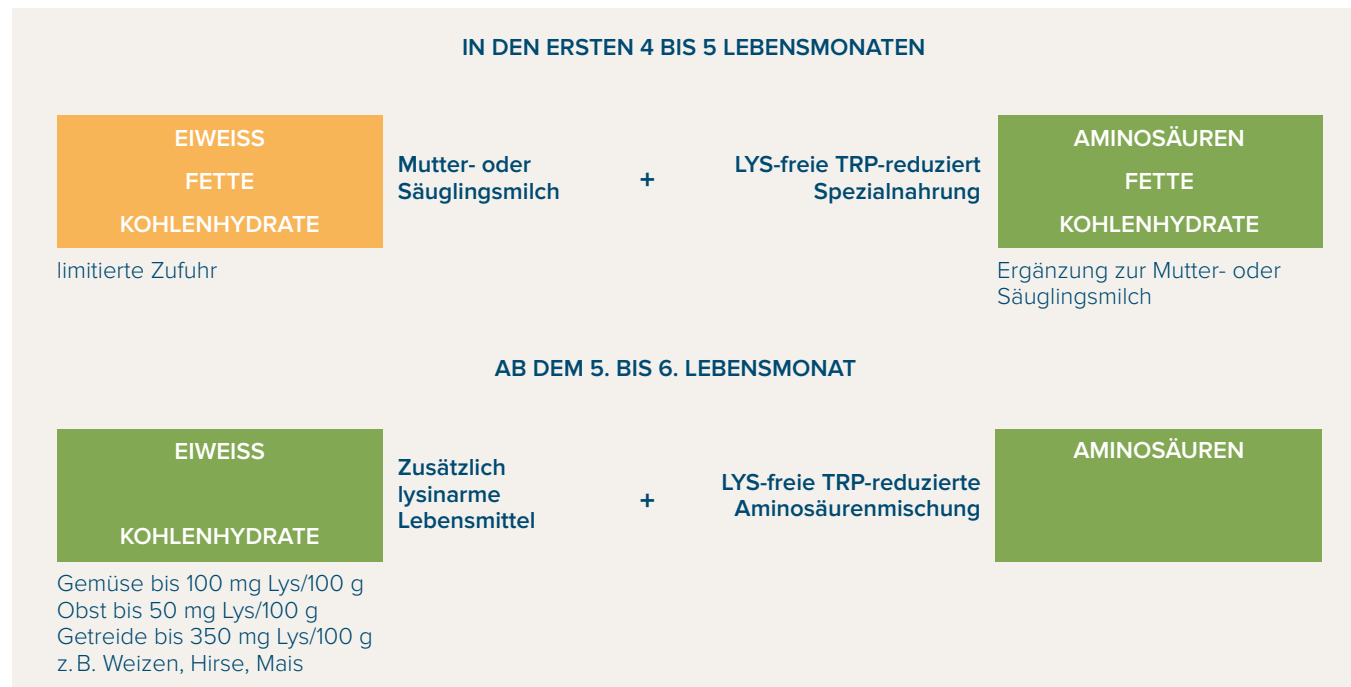 IN DEN ERSTEN 4 BIS 5 LEBENSMONATEN
EIWEISS
FETTE
KOHLENHYDRATE
limitierte Zufuhr
Mutter- oder
Säuglingsmilch
+
LYS-freie TRP-reduziert
Spezialnahrung
AMINOSÄUREN
FETTE
KOHLENHYDRATE
Ergänzung zur Mutter- oder
Säuglingsmilch
AB DEM 5. BIS 6. LEBENSMONAT
EIWEISS
KOHLENHYDRATE
Gemüse bis 100 mg Lys/100 g
Obst bis 50 mg Lys/100 g
Getreide bis 350 mg Lys/100 g
z. B. Weizen, Hirse, Mais
Zusätzlich
lysinarme
Lebensmittel
+
LYS-freie TRP-reduzierte
Aminosäurenmischung
AMINOSÄUREN